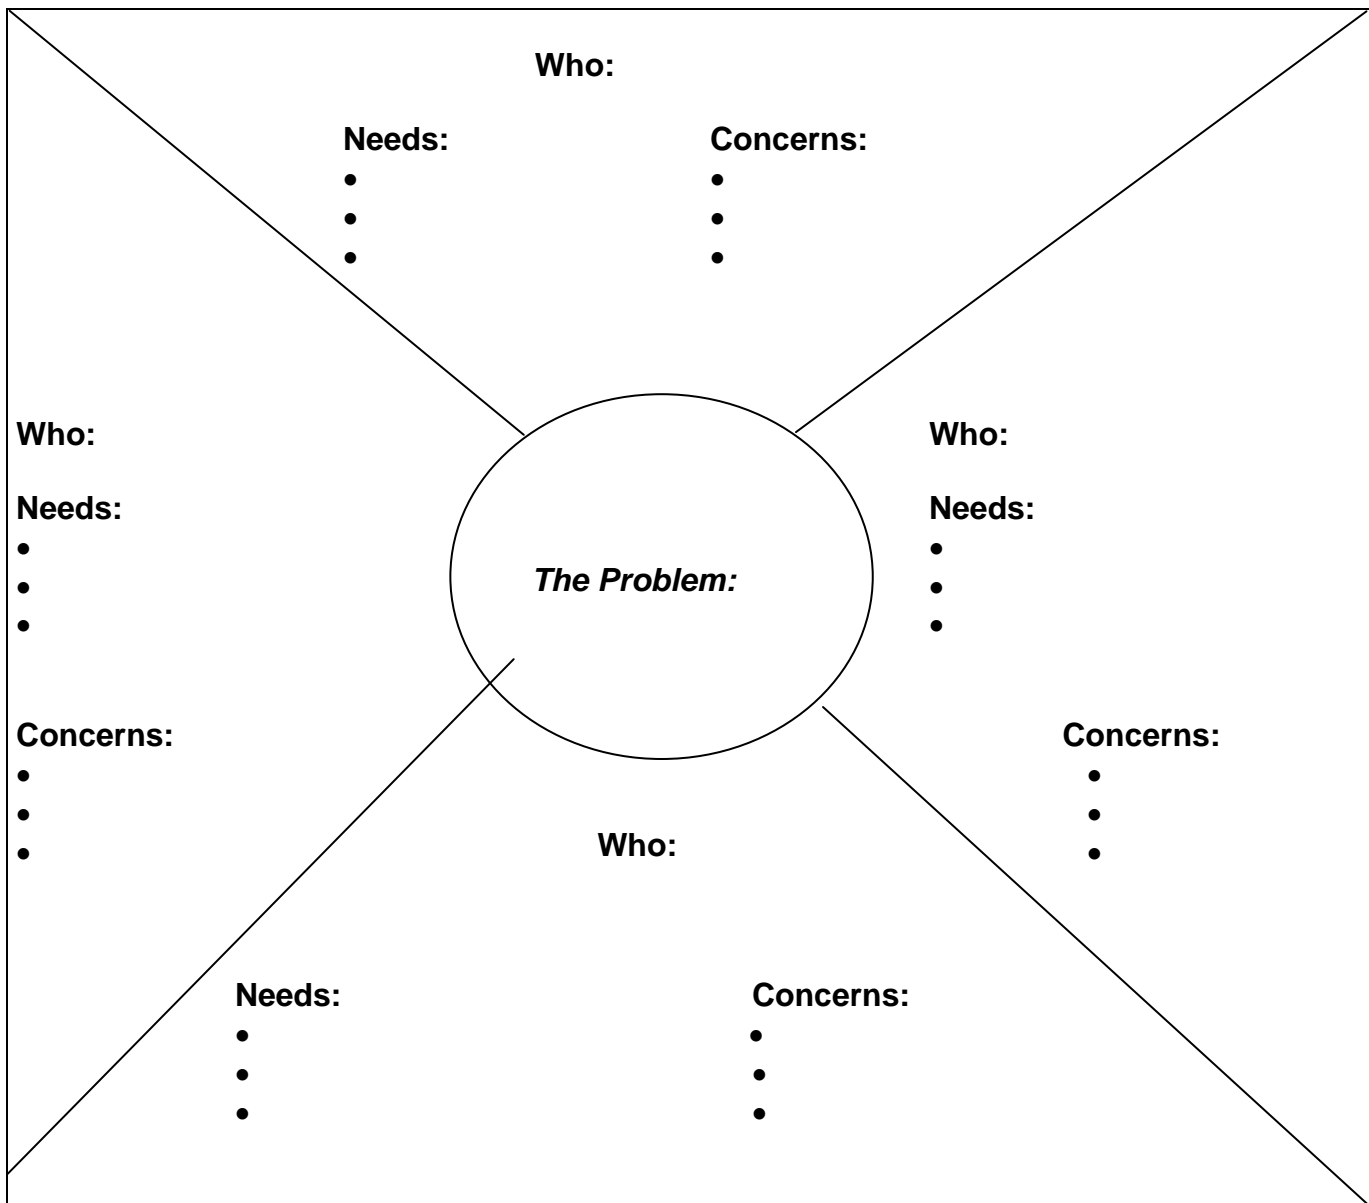 Who:
Needs: Concerns:
• •
• •
• •
Who:
Needs:
•
•
•
Concerns:
•
•
•
The Problem:
Who:
Needs:
•
•
•
Concerns:
•
•
•
Who:
Needs: Concerns:
• •
• •
• •